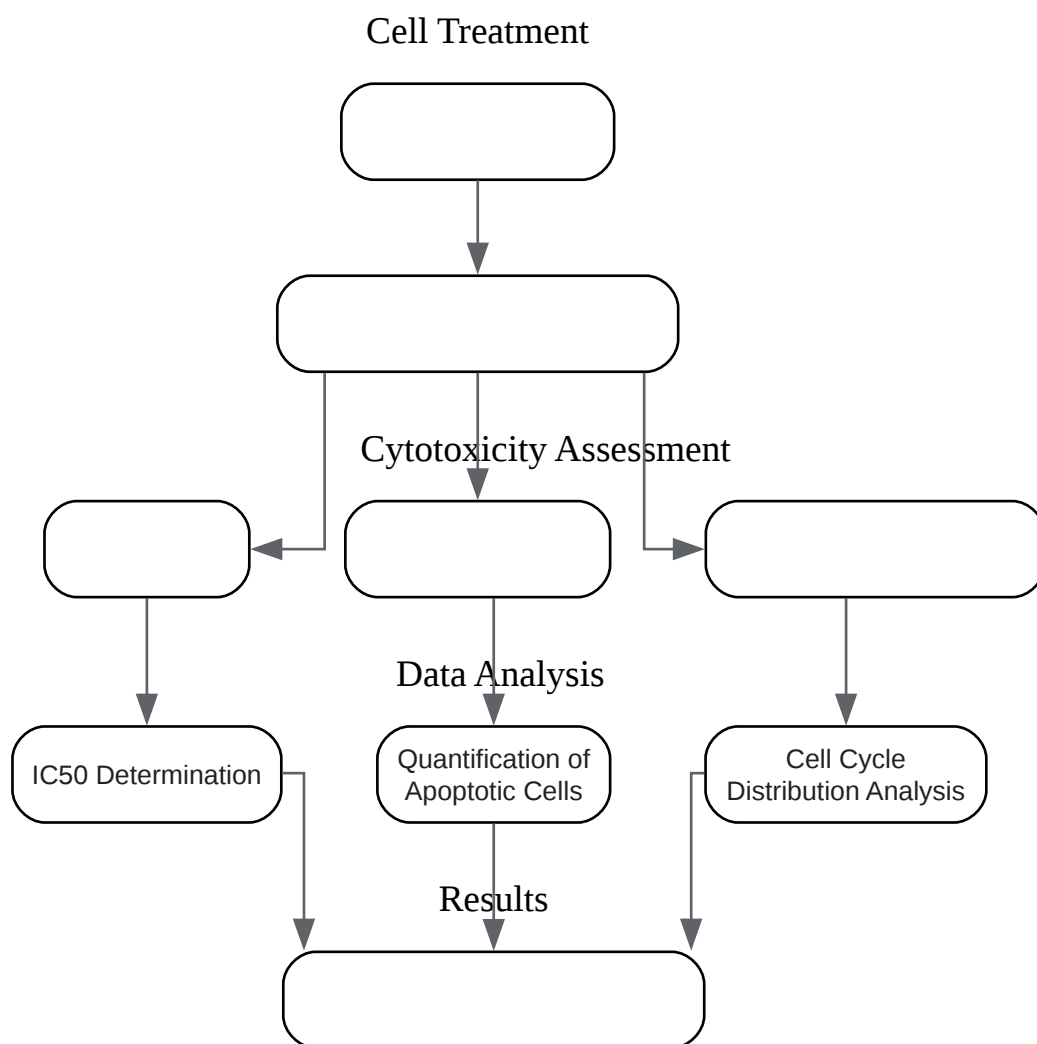 Cell Treatment
Cytotoxicity Assessment
Data Analysis
IC50 Determination
Quantification of
Apoptotic Cells
Cell Cycle
Distribution Analysis
Results